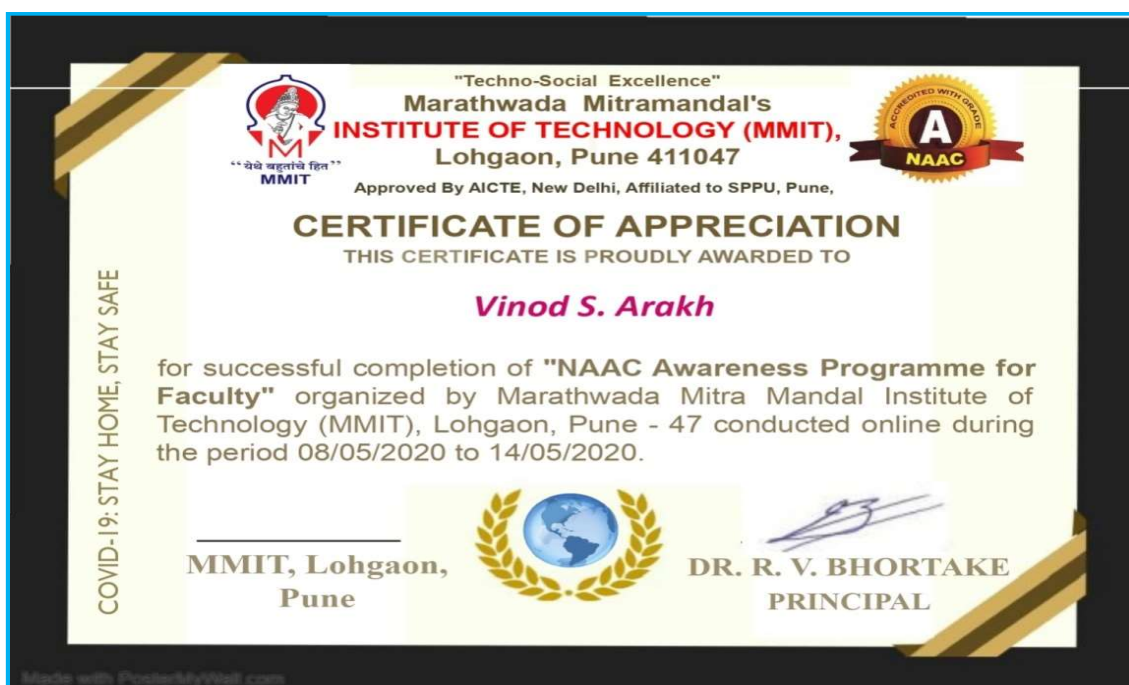 "Techno-Social Excellence"
Marathwada Mitramandal's
INSTITUTE OF TECHNOLOGY (MMIT),
Lohgaon, Pune 411047
Approved By AICTE, New Delhi, Affiliated to SPPU, Pune,
“येथे बहुतांचे हित”
MMIT
ACCREDITED WITH GRADE
A
NAAC
CERTIFICATE OF APPRECIATION
THIS CERTIFICATE IS PROUDLY AWARDED TO
Vinod S. Arakh
for successful completion of "NAAC Awareness Programme for
Faculty" organized by Marathwada Mitra Mandal Institute of
Technology (MMIT), Lohgaon, Pune - 47 conducted online during
the period 08/05/2020 to 14/05/2020.
COVID-19: STAY HOME, STAY SAFE
MMIT, Lohgaon,
Pune
DR. R. V. BHORTAKE
PRINCIPAL
Made with PosterMyWall.com